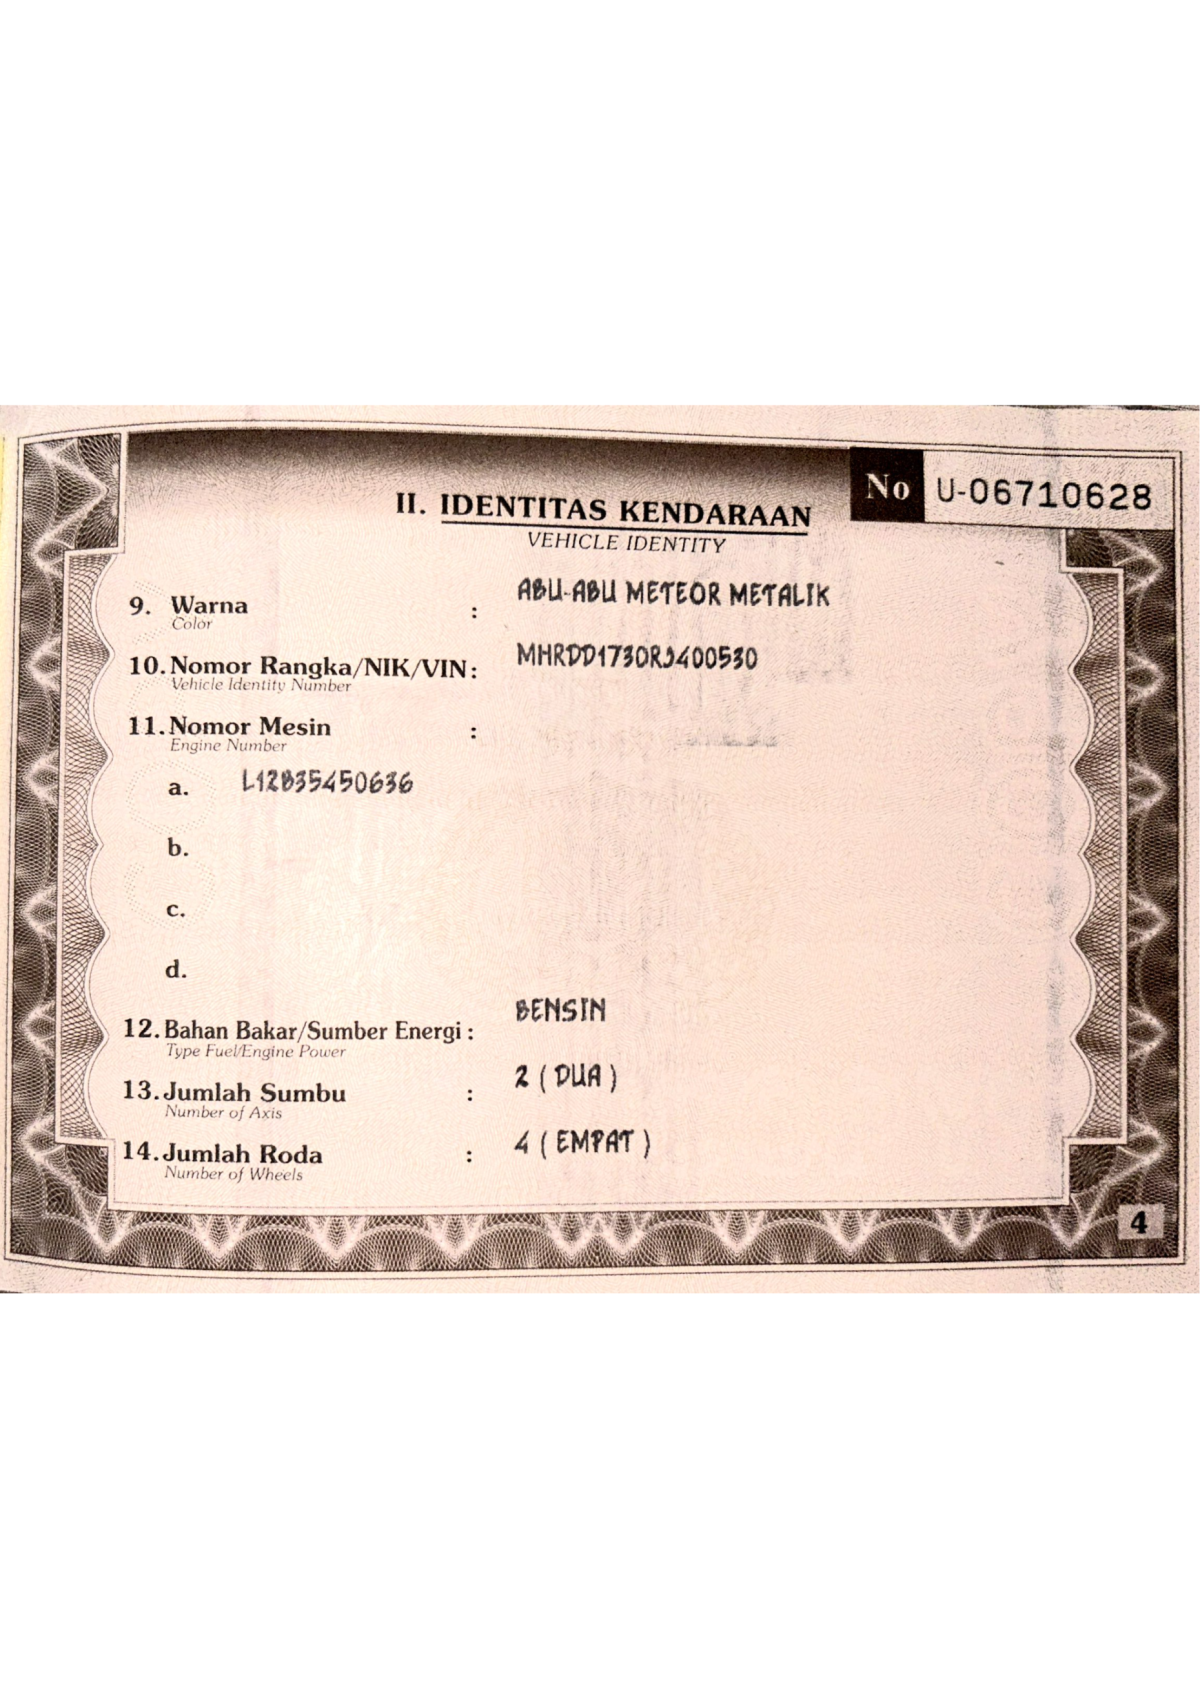 No U-06710628
II. IDENTITAS KENDARAAN
VEHICLE IDENTITY
9. Warna : ABU-ABU METEOR METALIK
Color
10. Nomor Rangka/NIK/VIN : MHRDD1730RJ400530
Vehicle Identity Number
11. Nomor Mesin :
Engine Number
a. L12B35450636
b.
c.
d.
12. Bahan Bakar/Sumber Energi : BENSIN
Type Fuel/Engine Power
13. Jumlah Sumbu : 2 ( DUA )
Number of Axis
14. Jumlah Roda : 4 ( EMPAT )
Number of Wheels
4